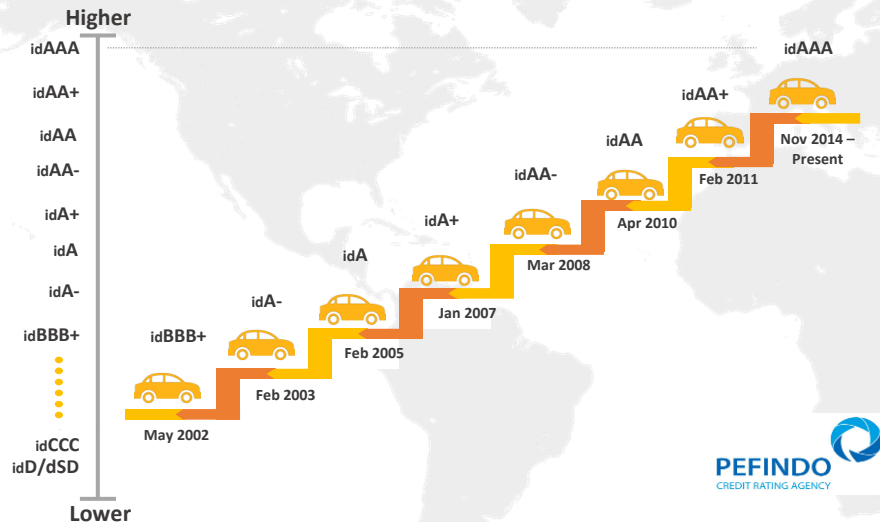 Higher
idAAA
idAA+
idAA
idAA-
idA+
idA
idA-
idBBB+
idCCC
idD/dSD
Lower
idBBB+
May 2002
idA-
Feb 2003
idA
Feb 2005
idA+
Jan 2007
idAA-
Mar 2008
idAA
Apr 2010
idAA+
Feb 2011
idAAA
Nov 2014 –
Present
PEFINDO
CREDIT RATING AGENCY